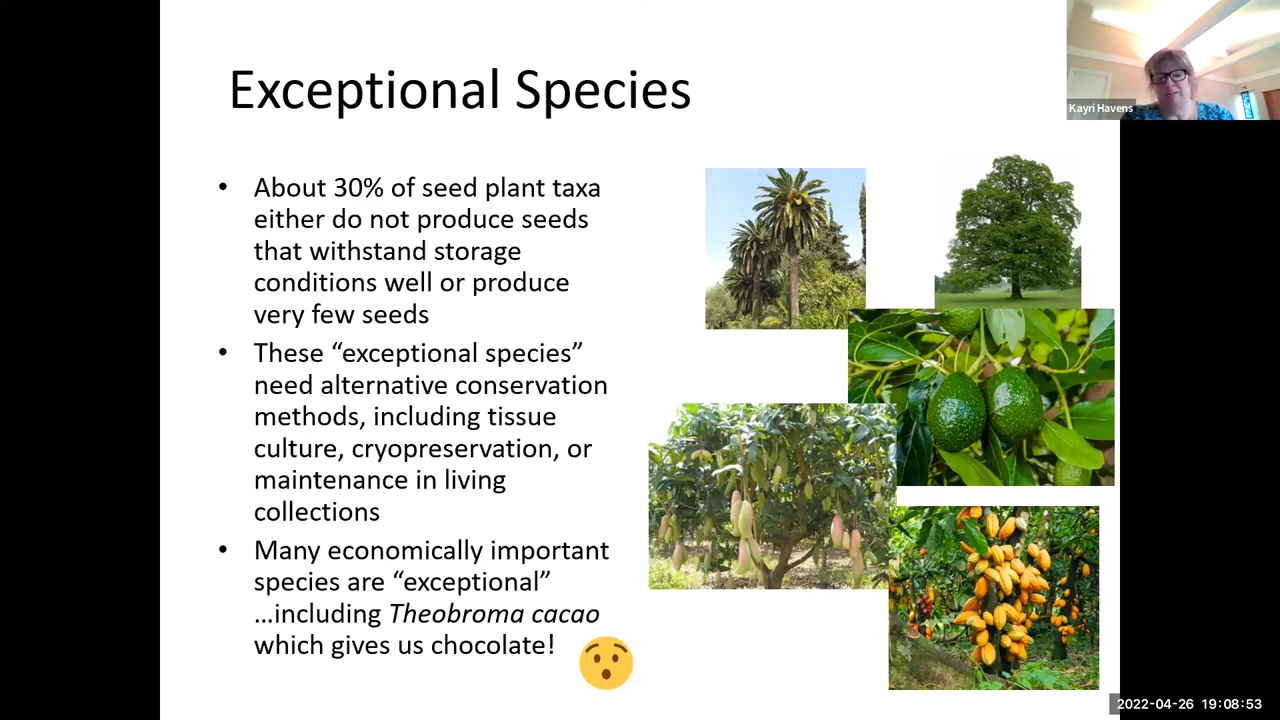 Exceptional Species
Kayri Havens
• About 30% of seed plant taxa
either do not produce seeds
that withstand storage
conditions well or produce
very few seeds
• These “exceptional species”
need alternative conservation
methods, including tissue
culture, cryopreservation, or
maintenance in living
collections
• Many economically important
species are “exceptional”
…including Theobroma cacao
which gives us chocolate!
2022-04-26 19:08:53